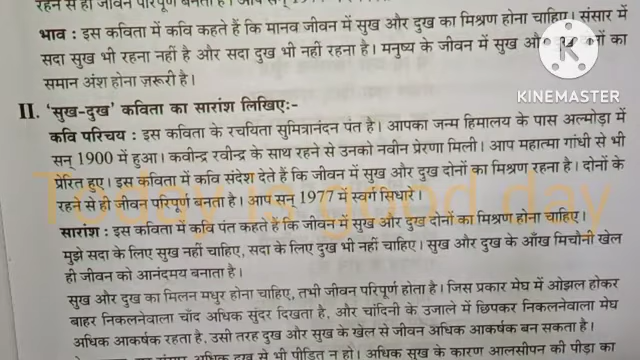 रहने से ही जीवन परिपूर्ण बनता है। आप सन्
भाव : इस कविता में कवि कहते हैं कि मानव जीवन में सुख और दुख का मिश्रण होना चाहिए। संसार में
सदा सुख भी रहना नहीं है और सदा दुख भी नहीं रहना है। मनुष्य के जीवन में सुख का
समान अंश होना ज़रूरी है।
KINEMASTER
II. ‘सुख-दुख’ कविता का सारांश लिखिए:-
कवि परिचय : इस कविता के रचयिता सुमित्रानंदन पंत है। आपका जन्म हिमालय के पास अल्मोड़ा में
सन् 1900 में हुआ। कवीन्द्र रवीन्द्र के साथ रहने से उनको नवीन प्रेरणा मिली। आप महात्मा गांधी से भी
प्रेरित हुए। इस कविता में कवि संदेश देते हैं कि जीवन में सुख और दुख दोनों का मिश्रण रहना है। दोनों के
रहने से ही जीवन परिपूर्ण बनता है। आप सन् 1977 में स्वर्ग सिधारे।
Today is good day
सारांश : इस कविता में कवि पंत कहते हैं कि जीवन में सुख और दुख दोनों का मिश्रण होना चाहिए।
मुझे सदा के लिए सुख नहीं चाहिए, सदा के लिए दुख भी नहीं चाहिए। सुख और दुख के आँख मिचौनी खेल
ही जीवन को आनंदमय बनाता है।
सुख और दुख का मिलन मधुर होना चाहिए, तभी जीवन परिपूर्ण होता है। जिस प्रकार मेघ में ओझल होकर
बाहर निकलनेवाला चाँद अधिक सुंदर दिखता है, और चांदिनी के उजाले में छिपकर निकलनेवाला मेघ
अधिक आकर्षक रहता है, उसी तरह दुख और सुख के खेल से जीवन अधिक आकर्षक बन सकता है।
अधिक दुख से भी पीड़ित न हो। अधिक सुख के कारण आलसीपन की पीड़ा का